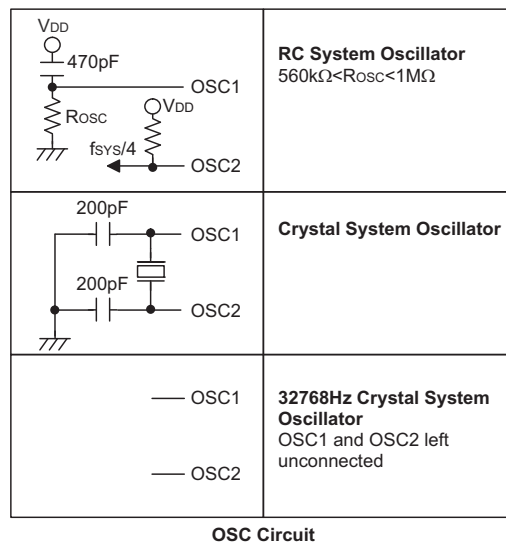 VDD
470pF
OSC1
ROSC
VDD
fSYS/4
OSC2
RC System Oscillator
560kΩ<ROSC<1MΩ
200pF
OSC1
200pF
OSC2
Crystal System Oscillator
OSC1
OSC2
32768Hz Crystal System
Oscillator
OSC1 and OSC2 left
unconnected
OSC Circuit